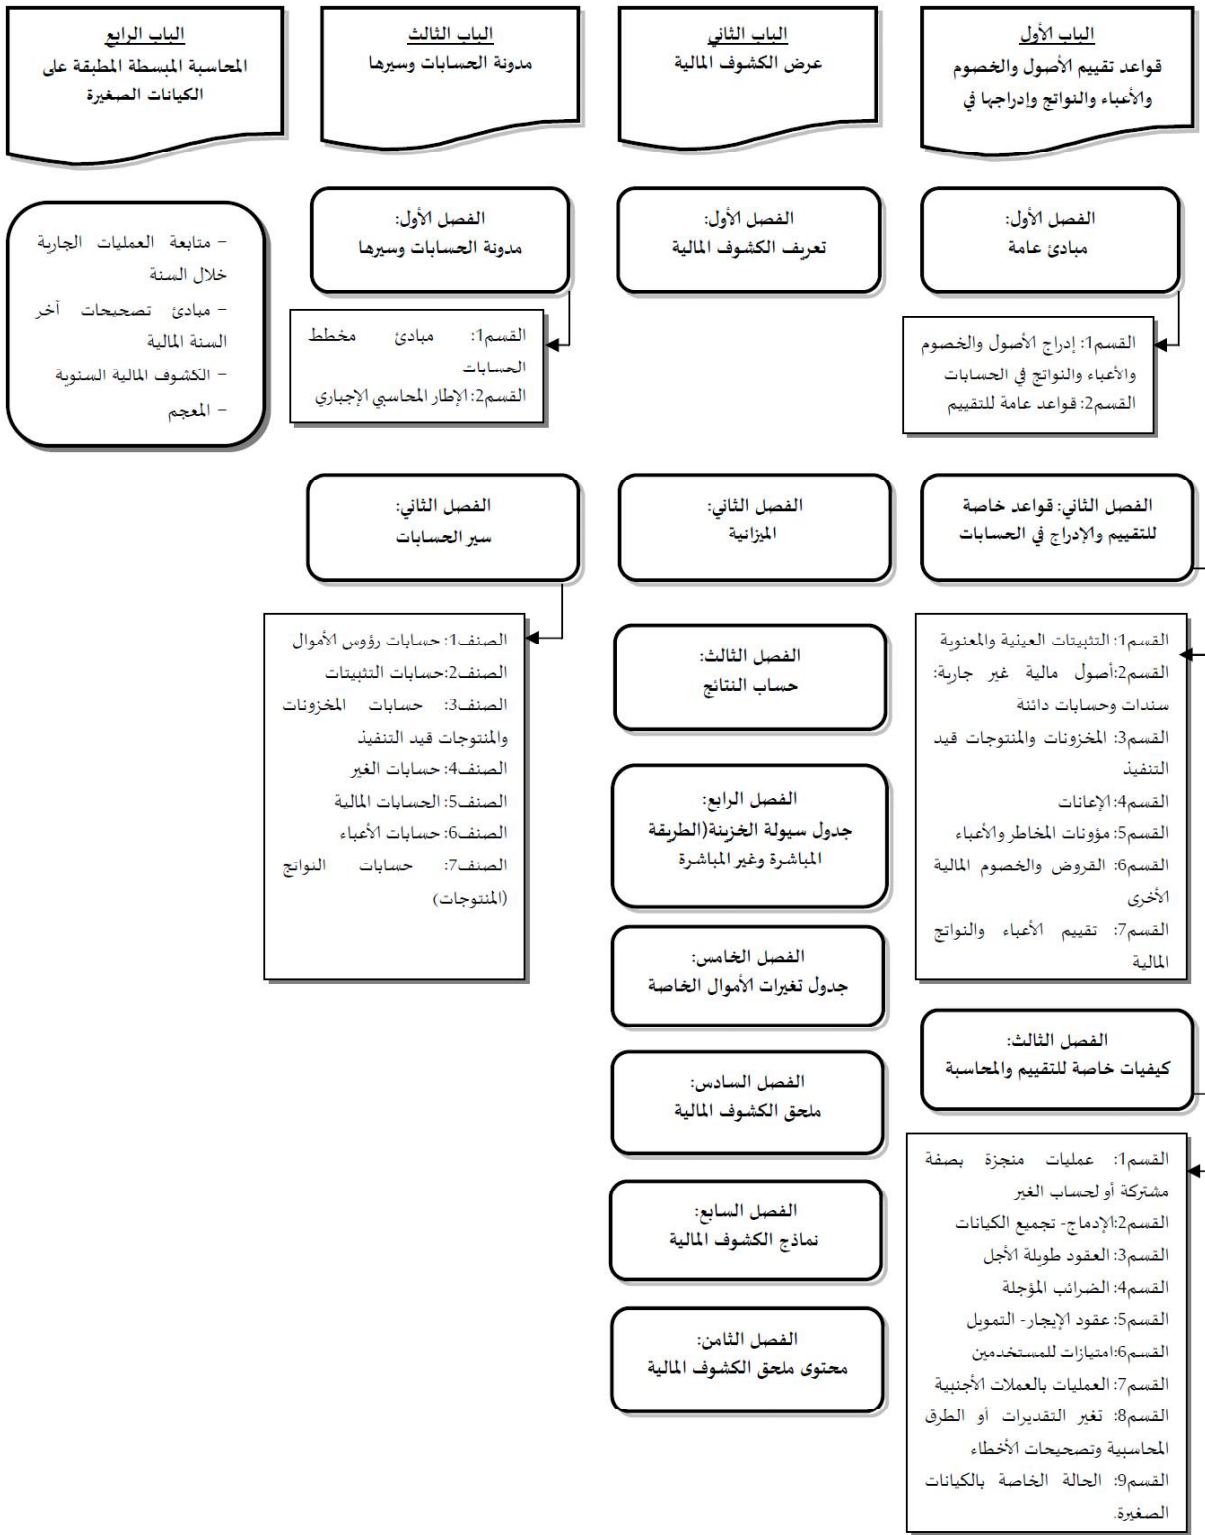 الباب الأول
قواعد تقييم الأصول والخصوم
والأعباء والنواتج وإدراجها في
الفصل الأول:
مبادئ عامة
القسم1: إدراج الأصول والخصوم
والأعباء والنواتج في الحسابات
القسم2: قواعد عامة للتقييم
الفصل الثاني: قواعد خاصة
للتقييم والإدراج في الحسابات
القسم1: التثبيتات العينية والمعنوية
القسم2:أصول مالية غير جارية:
سندات وحسابات دائنة
القسم3: المخزونات والمنتوجات قيد
التنفيذ
القسم4: الإعانات
القسم5: مؤونات المخاطر والأعباء
القسم6: القروض والخصوم المالية
الأخرى
القسم7: تقييم الأعباء والنواتج
المالية
الفصل الثالث:
كيفيات خاصة للتقييم والمحاسبة
القسم1: عمليات منجزة بصفة
مشتركة أو لحساب الغير
القسم2:الإدماج- تجميع الكيانات
القسم3: العقود طويلة الأجل
القسم4: الضرائب المؤجلة
القسم5: عقود الإيجار- التمويل
القسم6:امتيازات للمستخدمين
القسم7: العمليات بالعملات الأجنبية
القسم8: تغير التقديرات أو الطرق
المحاسبية وتصحيحات الأخطاء
القسم9: الحالة الخاصة بالكيانات
الصغيرة.
الباب الثاني
عرض الكشوف المالية
الفصل الأول:
تعريف الكشوف المالية
الفصل الثاني:
الميزانية
الفصل الثالث:
حساب النتائج
الفصل الرابع:
جدول سيولة الخزينة(الطريقة
المباشرة وغير المباشرة
الفصل الخامس:
جدول تغيرات الأموال الخاصة
الفصل السادس:
ملحق الكشوف المالية
الفصل السابع:
نماذج الكشوف المالية
الفصل الثامن:
محتوى ملحق الكشوف المالية
الباب الثالث
مدونة الحسابات وسيرها
الفصل الأول:
مدونة الحسابات وسيرها
القسم1: مبادئ مخطط
الحسابات
القسم2: الإطار المحاسبي الإجباري
الفصل الثاني:
سير الحسابات
الصنف1: حسابات رؤوس الأموال
الصنف2:حسابات التثبيتات
الصنف3: حسابات المخزونات
والمنتوجات قيد التنفيذ
الصنف4: حسابات الغير
الصنف5: الحسابات المالية
الصنف6: حسابات الأعباء
الصنف7: حسابات النواتج
(المنتوجات)
الباب الرابع
المحاسبة المبسطة المطبقة على
الكيانات الصغيرة
– متابعة العمليات الجارية
خلال السنة
– مبادئ تصحيحات آخر
السنة المالية
– الكشوف المالية السنوية
– المعجم